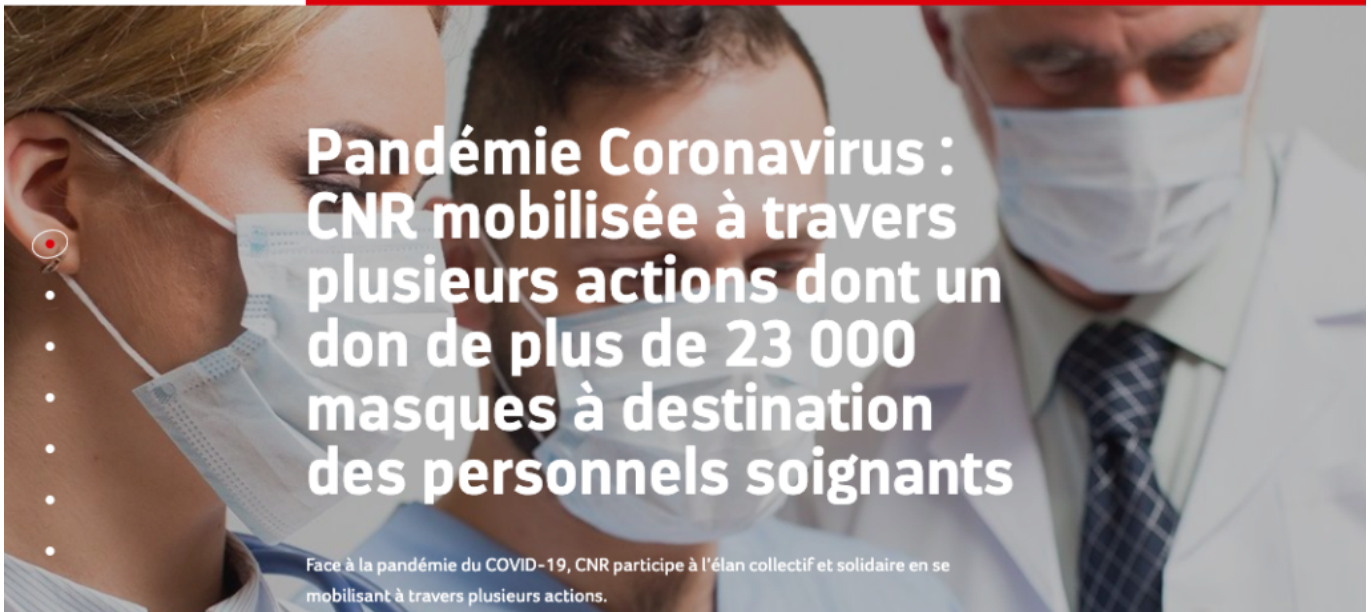 Pandémie Coronavirus :
CNR mobilisée à travers
plusieurs actions dont un
don de plus de 23 000
masques à destination
des personnels soignants
Face à la pandémie du COVID-19, CNR participe à l'élan collectif et solidaire en se
mobilisant à travers plusieurs actions.